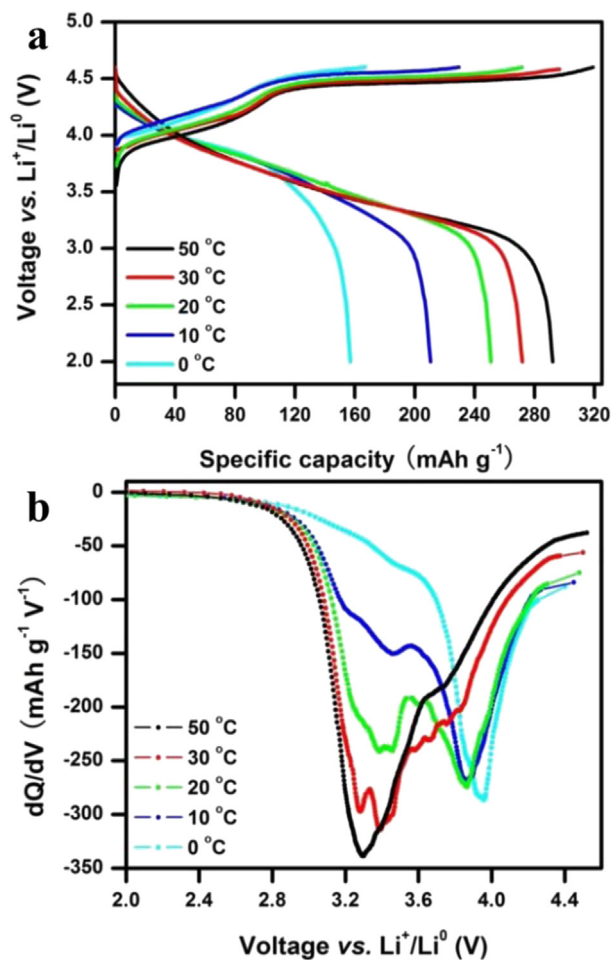 a
5.0
4.5
4.0
3.5
3.0
2.5
2.0
Voltage vs. Li⁺/Li⁰ (V)
50 °C
30 °C
20 °C
10 °C
0 °C
0 40 80 120 160 200 240 280 320
Specific capacity (mAh g⁻¹)
b
0
-50
-100
-150
-200
-250
-300
-350
dQ/dV (mAh g⁻¹ V⁻¹)
50 °C
30 °C
20 °C
10 °C
0 °C
2.0 2.4 2.8 3.2 3.6 4.0 4.4
Voltage vs. Li⁺/Li⁰ (V)